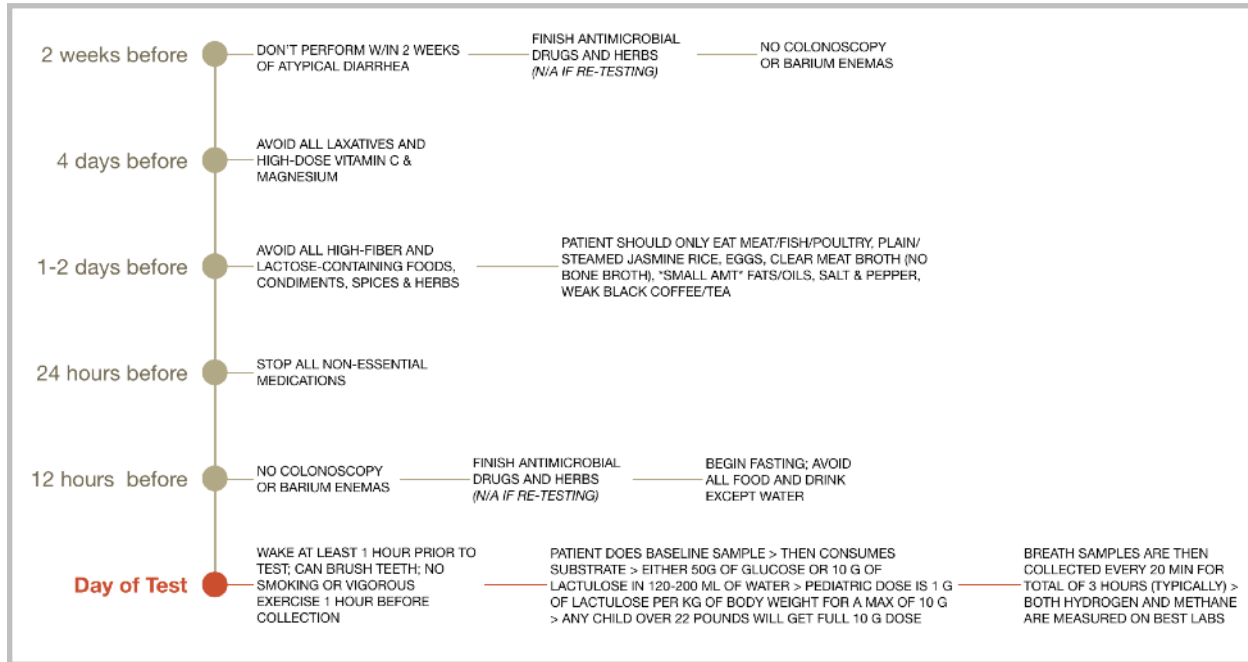 2 weeks before
DON'T PERFORM W/IN 2 WEEKS
OF ATYPICAL DIARRHEA
FINISH ANTIMICROBIAL
DRUGS AND HERBS
(N/A IF RE-TESTING)
NO COLONOSCOPY
OR BARIUM ENEMAS
4 days before
AVOID ALL LAXATIVES AND
HIGH-DOSE VITAMIN C &
MAGNESIUM
1-2 days before
AVOID ALL HIGH-FIBER AND
LACTOSE-CONTAINING FOODS,
CONDIMENTS, SPICES & HERBS
PATIENT SHOULD ONLY EAT MEAT/FISH/POULTRY, PLAIN/
STEAMED JASMINE RICE, EGGS, CLEAR MEAT BROTH (NO
BONE BROTH), *SMALL AMT* FATS/OILS, SALT & PEPPER,
WEAK BLACK COFFEE/TEA
24 hours before
STOP ALL NON-ESSENTIAL
MEDICATIONS
12 hours before
NO COLONOSCOPY
OR BARIUM ENEMAS
FINISH ANTIMICROBIAL
DRUGS AND HERBS
(N/A IF RE-TESTING)
BEGIN FASTING; AVOID
ALL FOOD AND DRINK
EXCEPT WATER
Day of Test
WAKE AT LEAST 1 HOUR PRIOR TO
TEST; CAN BRUSH TEETH; NO
SMOKING OR VIGOROUS
EXERCISE 1 HOUR BEFORE
COLLECTION
PATIENT DOES BASELINE SAMPLE > THEN CONSUMES
SUBSTRATE > EITHER 50G OF GLUCOSE OR 10 G OF
LACTULOSE IN 120-200 ML OF WATER > PEDIATRIC DOSE IS 1 G
OF LACTULOSE PER KG OF BODY WEIGHT FOR A MAX OF 10 G
> ANY CHILD OVER 22 POUNDS WILL GET FULL 10 G DOSE
BREATH SAMPLES ARE THEN
COLLECTED EVERY 20 MIN FOR
TOTAL OF 3 HOURS (TYPICALLY) >
BOTH HYDROGEN AND METHANE
ARE MEASURED ON BEST LABS